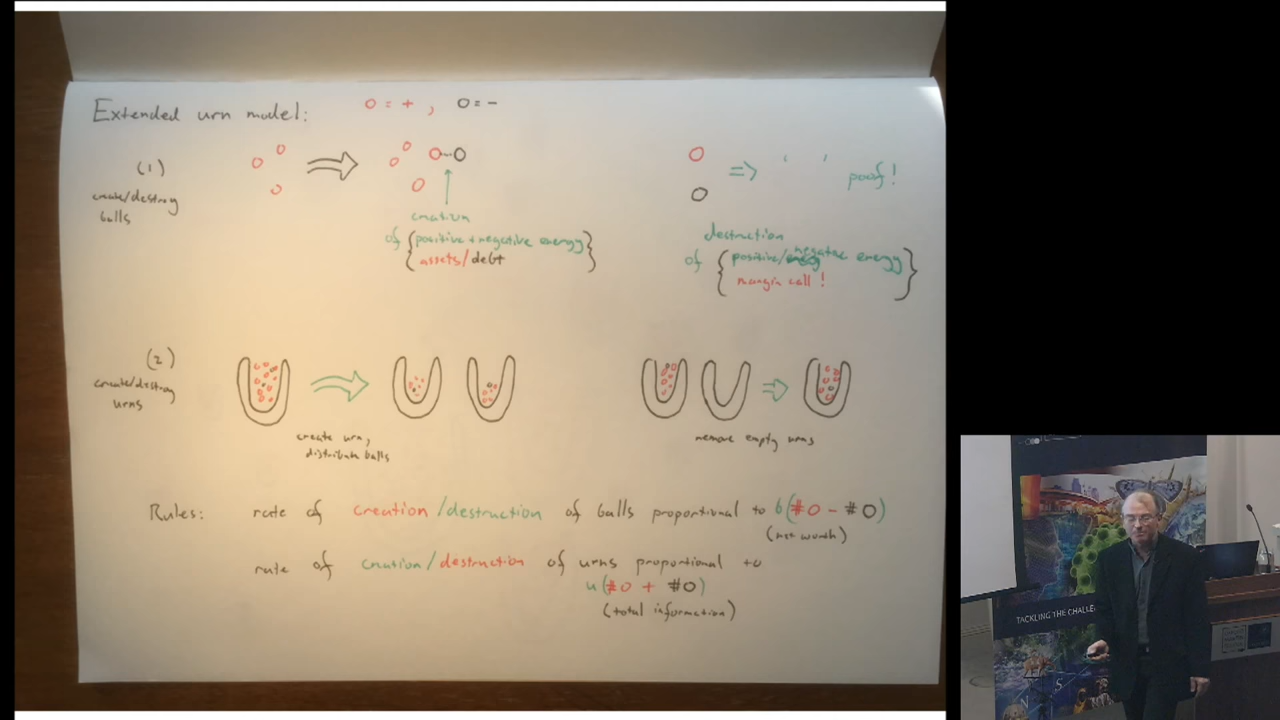 Extended urn model: O = + , O = -
(1)
create/destroy
balls
poof!
creation
of { positive + negative energy }
assets/debt
destruction
of { positive/ negative energy }
margin call!
(2)
create/destroy
urns
create urn,
distribute balls
remove empty urns
Rules: rate of creation/destruction of balls proportional to b(#O - #O)
(net worth)
rate of creation/destruction of urns proportional to
u(#O + #O)
(total information)
TACKLING THE CHALLE
N S